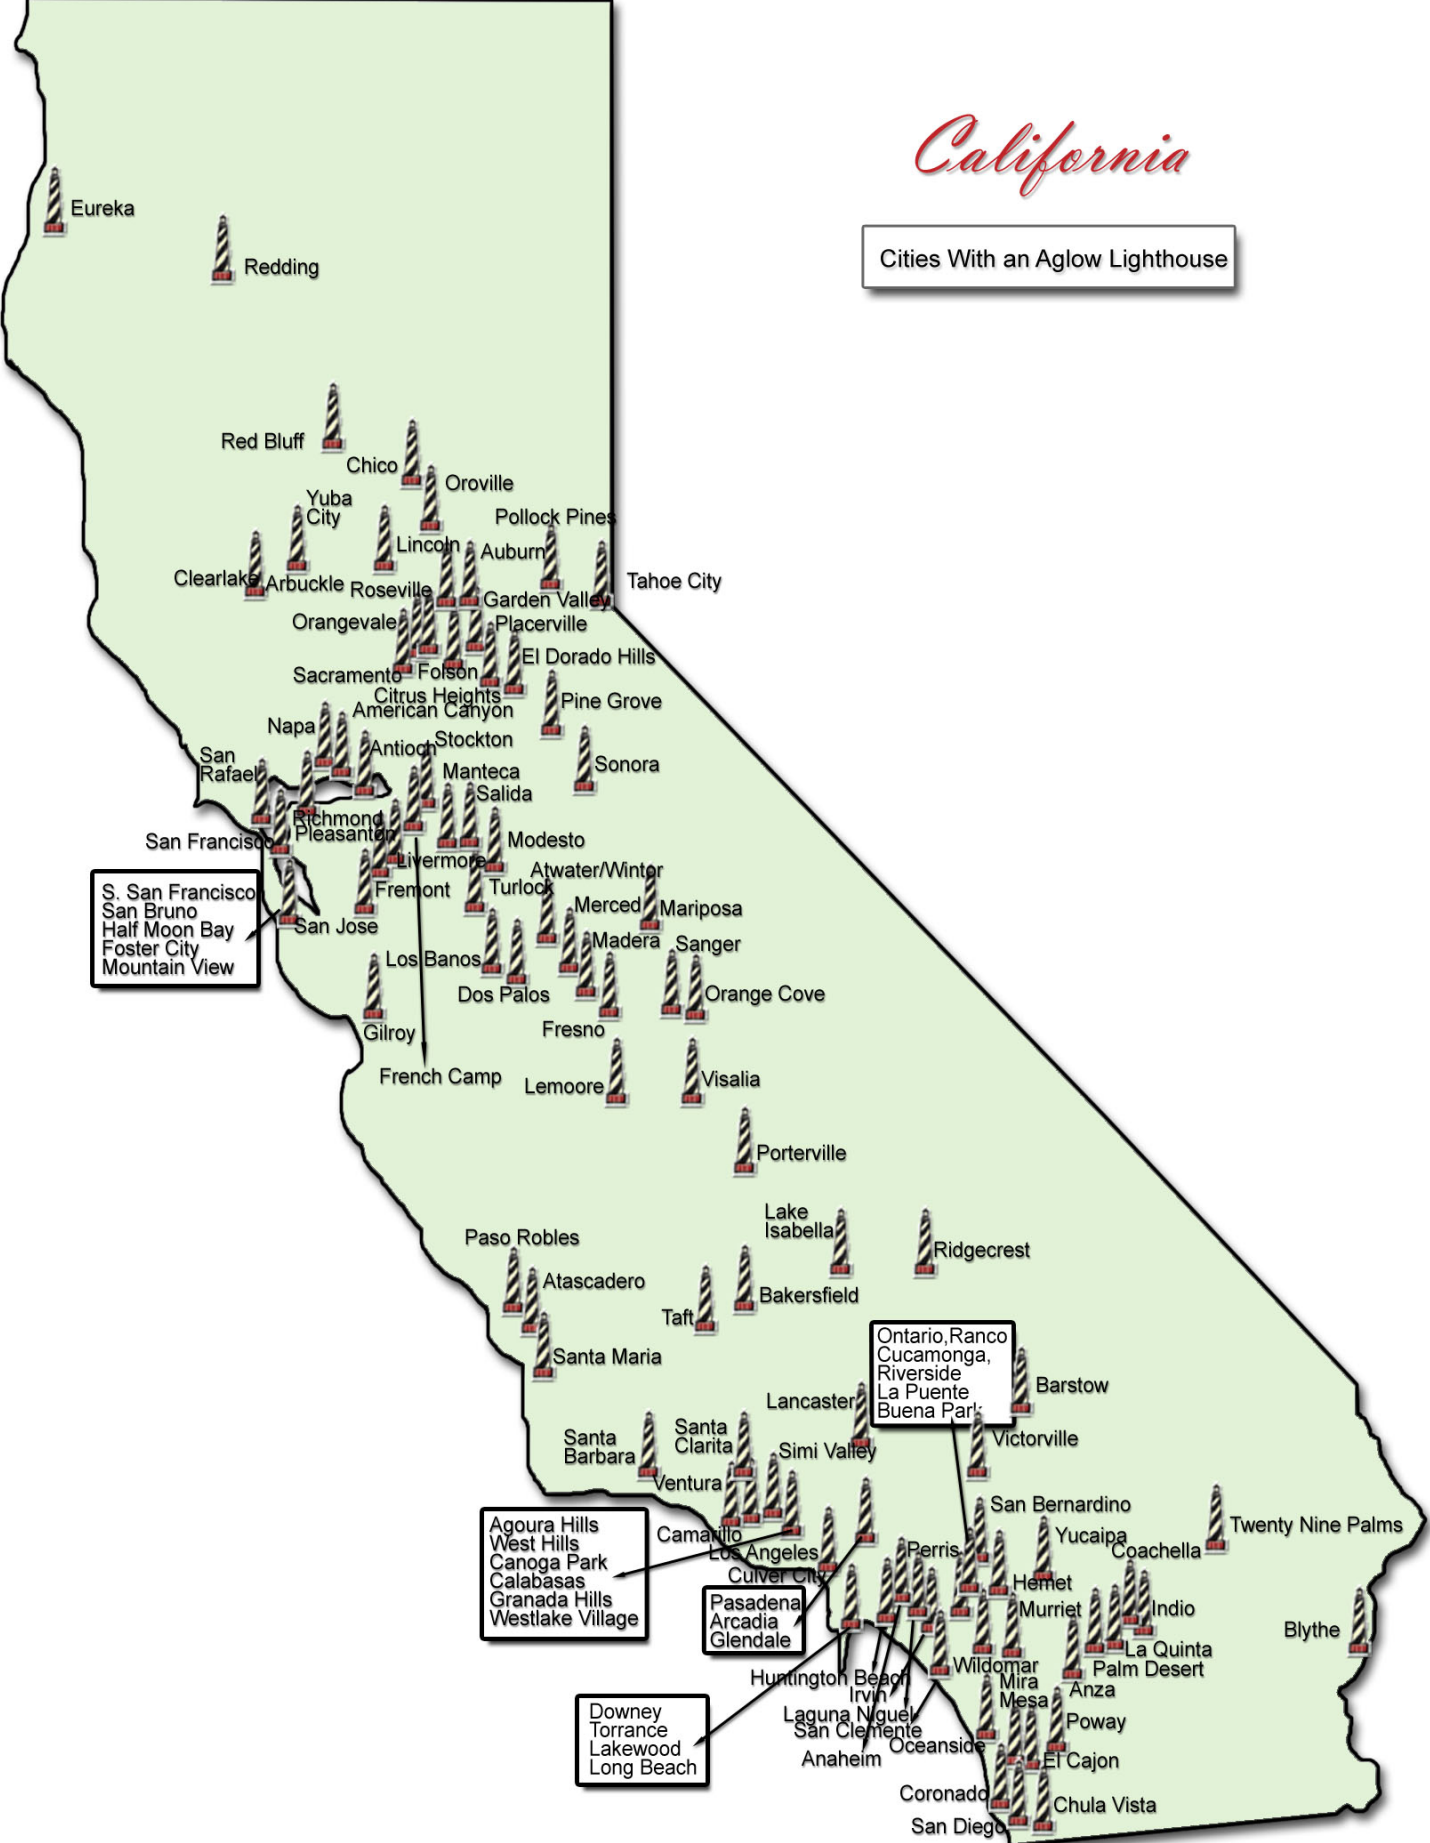 California
Cities With an Aglow Lighthouse
Eureka
Redding
Red Bluff
Chico
Oroville
Yuba
City
Pollock Pines
Lincoln
Auburn
Clearlake
Arbuckle
Roseville
Tahoe City
Garden Valley
Orangevale
Placerville
El Dorado Hills
Sacramento
Folson
Citrus Heights
Pine Grove
American Canyon
Napa
Antioch
Stockton
San
Rafael
Manteca
Sonora
Salida
Richmond
Pleasanton
San Francisco
Modesto
Livermore
Atwater/Wintor
S. San Francisco
San Bruno
Half Moon Bay
Foster City
Mountain View
Fremont
Turlock
Merced
Mariposa
San Jose
Madera
Sanger
Los Banos
Dos Palos
Orange Cove
Gilroy
Fresno
French Camp
Lemoore
Visalia
Porterville
Lake
Isabella
Paso Robles
Ridgecrest
Atascadero
Bakersfield
Taft
Santa Maria
Ontario,Ranco
Cucamonga,
Riverside
La Puente
Buena Park
Barstow
Lancaster
Santa
Barbara
Santa
Clarita
Simi Valley
Victorville
Ventura
San Bernardino
Agoura Hills
West Hills
Canoga Park
Calabasas
Granada Hills
Westlake Village
Camarillo
Los Angeles
Culver City
Perris
Yucaipa
Coachella
Twenty Nine Palms
Pasadena
Arcadia
Glendale
Hemet
Murriet
Indio
Blythe
La Quinta
Palm Desert
Huntington Beach
Wildomar
Irvin
Mira
Mesa
Anza
Laguna Niguel
San Clemente
Downey
Torrance
Lakewood
Long Beach
Poway
Oceanside
Anaheim
El Cajon
Coronado
Chula Vista
San Diego